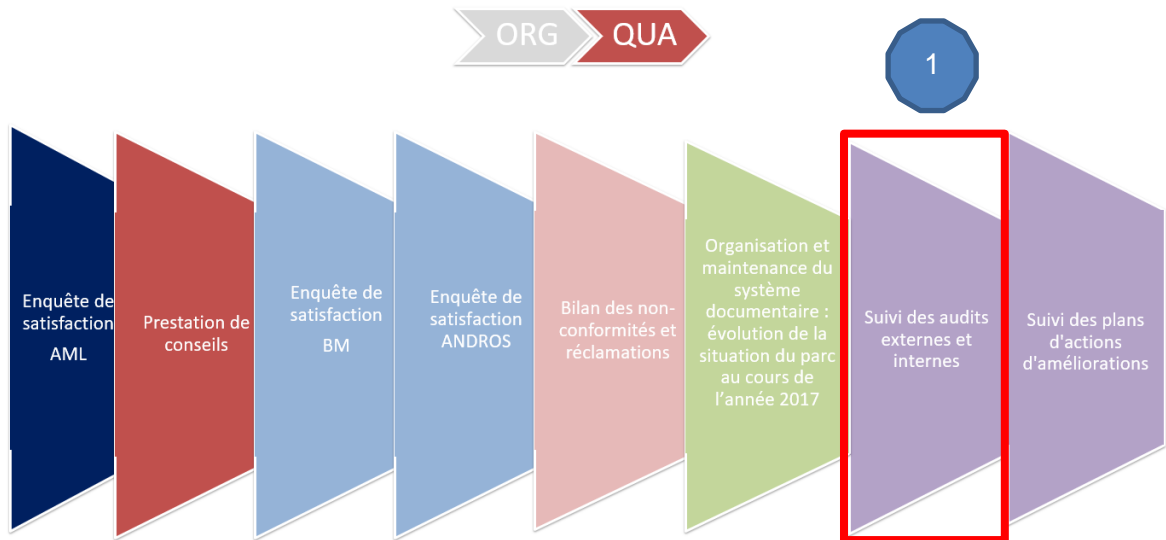 ORG
QUA
1
Enquête de
satisfaction
AML
Prestation de
conseils
Enquête de
satisfaction
BM
Enquête de
satisfaction
ANDROS
Bilan des non-
conformités et
réclamations
Organisation et
maintenance du
système
documentaire :
évolution de la
situation du parc
au cours de
l’année 2017
Suivi des audits
externes et
internes
Suivi des plans
d'actions
d'améliorations